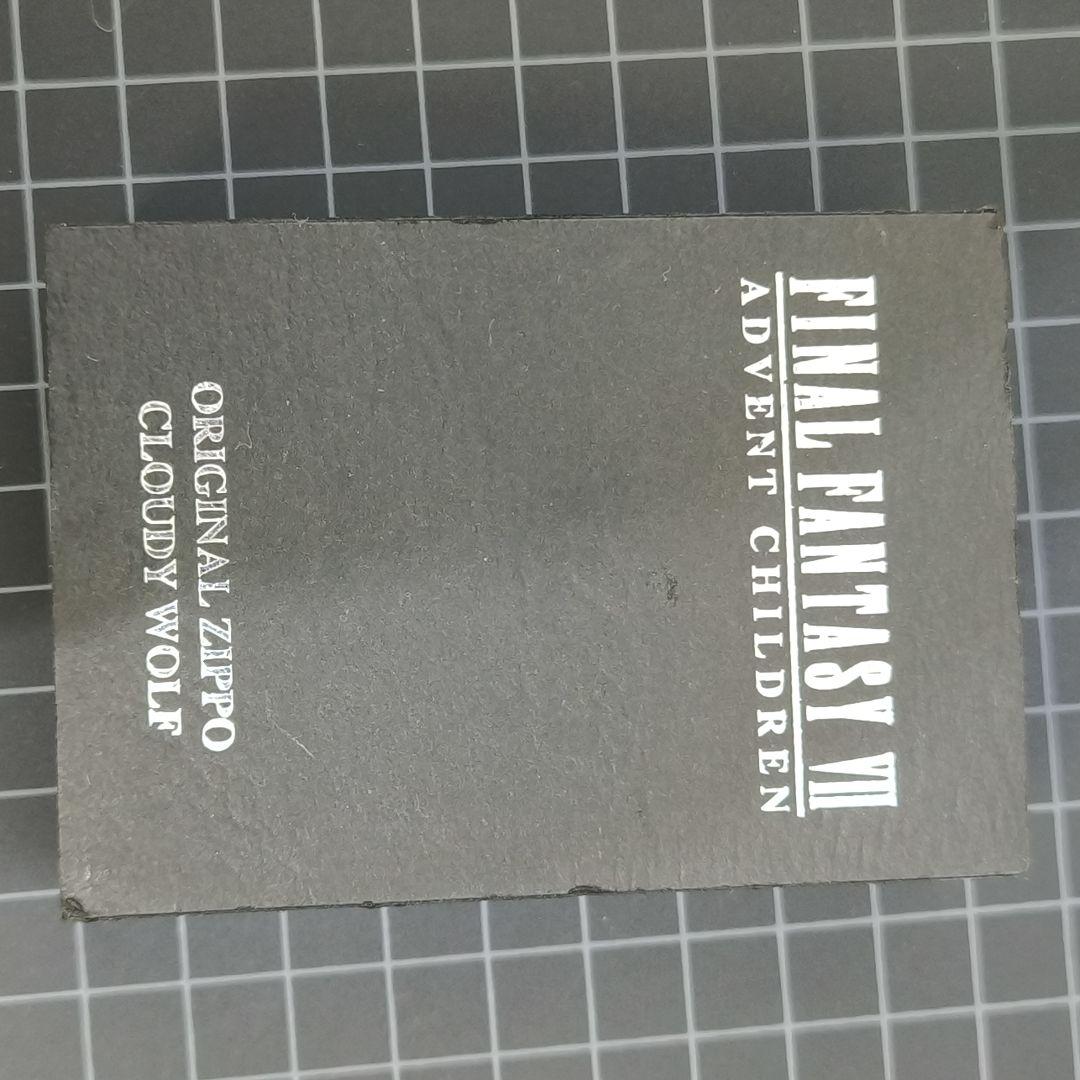 FINAL FANTASY VII
ADVENT CHILDREN
ORIGINAL ZIPPO
CLOUDY WOLF